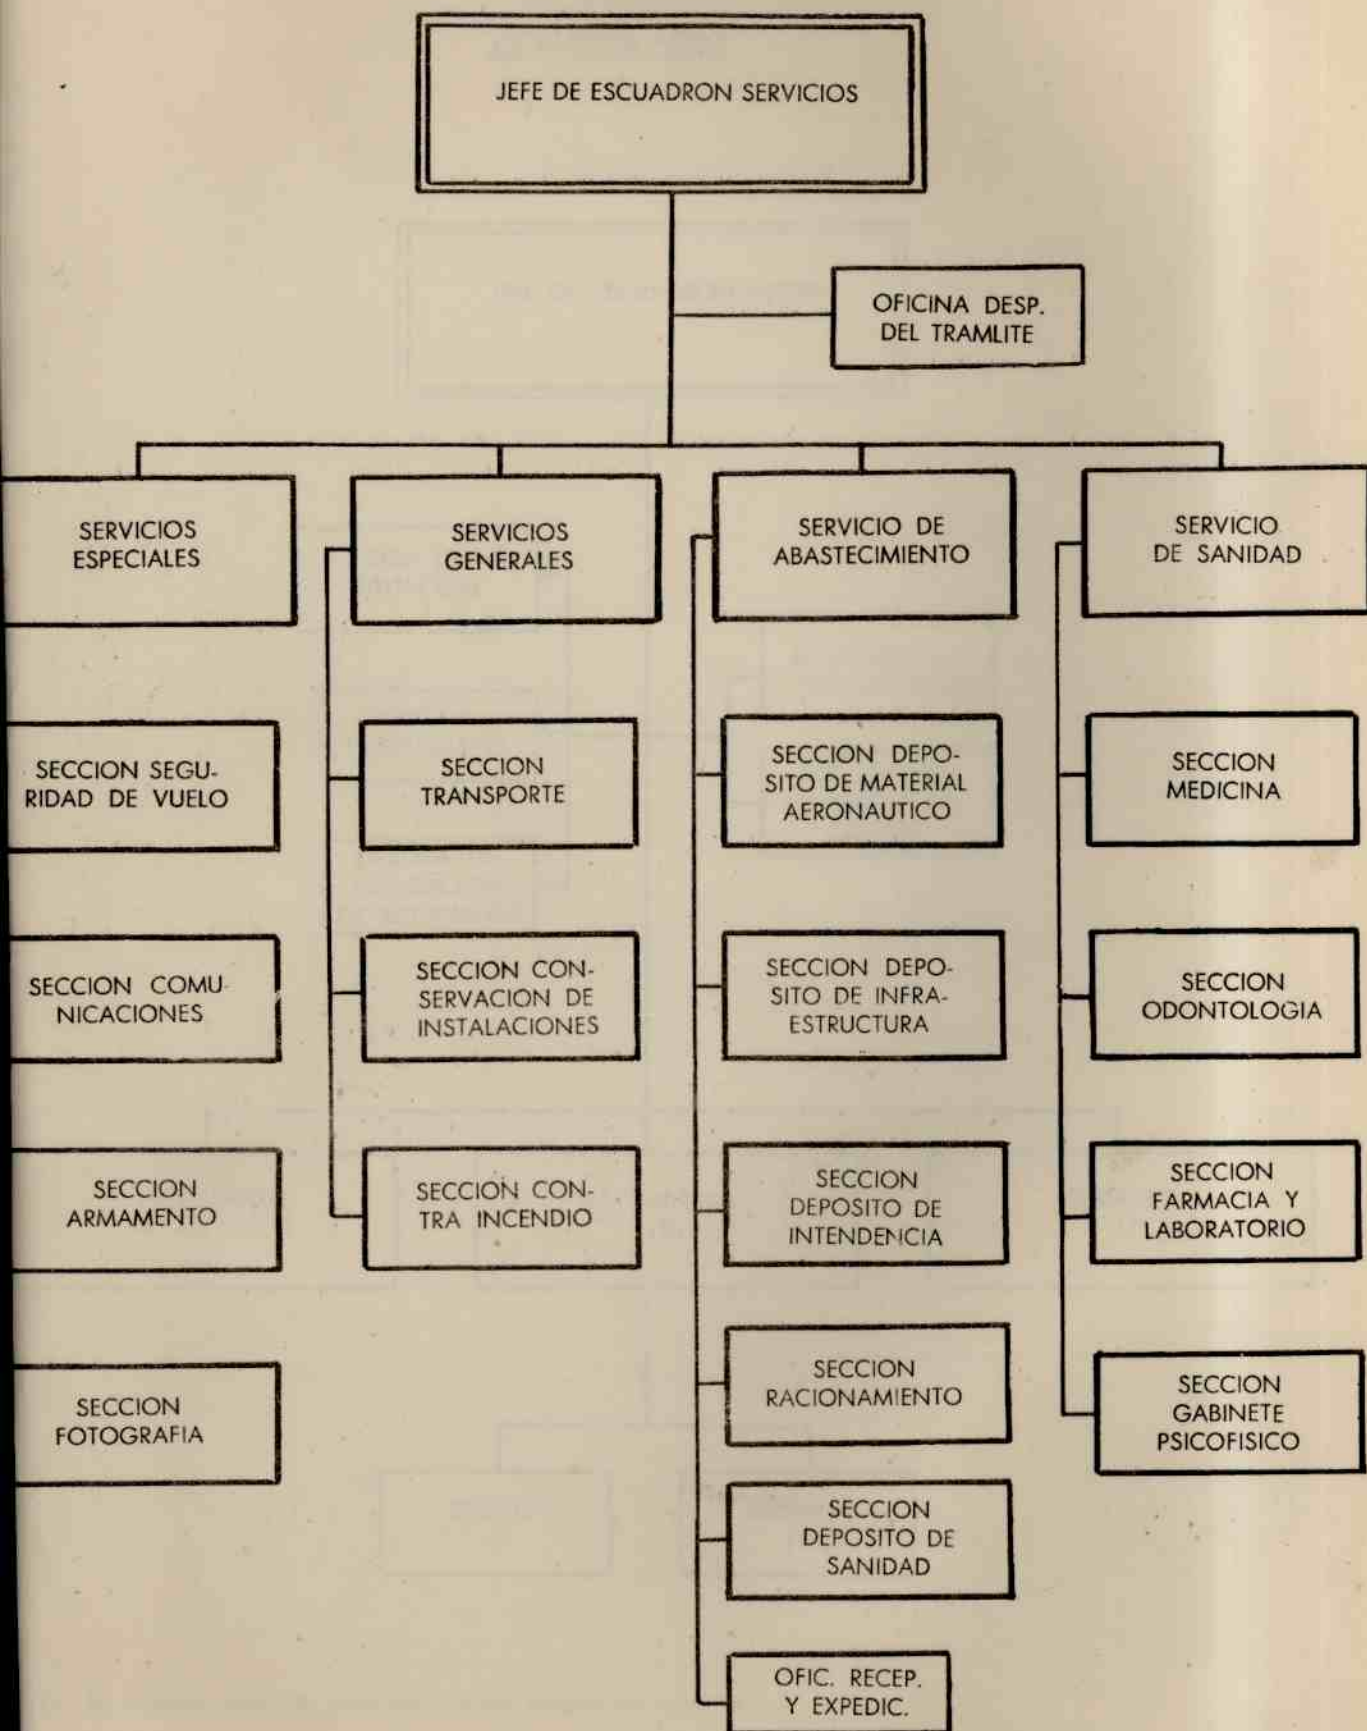 JEFE DE ESCUADRON SERVICIOS
OFICINA DESP.
DEL TRAMLITE
SERVICIOS
ESPECIALES
SERVICIOS
GENERALES
SERVICIO DE
ABASTECIMIENTO
SERVICIO
DE SANIDAD
SECCION SEGU-
RIDAD DE VUELO
SECCION
TRANSPORTE
SECCION DEPO-
SITO DE MATERIAL
AERONAUTICO
SECCION
MEDICINA
SECCION COMU-
NICACIONES
SECCION CON-
SERVACION DE
INSTALACIONES
SECCION DEPO-
SITO DE INFRA-
ESTRUCTURA
SECCION
ODONTOLOGIA
SECCION
ARMAMENTO
SECCION CON-
TRA INCENDIO
SECCION
DEPOSITO DE
INTENDENCIA
SECCION
FARMACIA Y
LABORATORIO
SECCION
FOTOGRAFIA
SECCION
RACIONAMIENTO
SECCION
GABINETE
PSICOFISICO
SECCION
DEPOSITO DE
SANIDAD
OFIC. RECEP.
Y EXPEDIC.